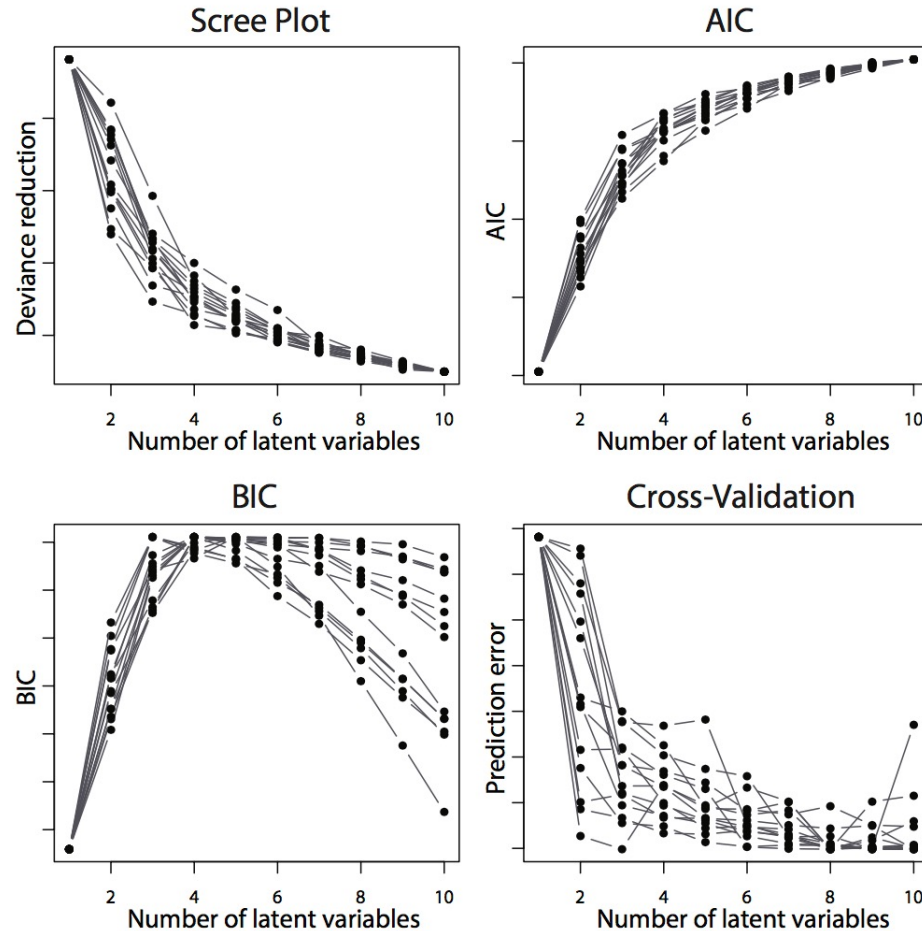 Scree Plot
Deviance reduction
2 4 6 8 10
Number of latent variables
AIC
AIC
2 4 6 8 10
Number of latent variables
BIC
BIC
2 4 6 8 10
Number of latent variables
Cross-Validation
Prediction error
2 4 6 8 10
Number of latent variables